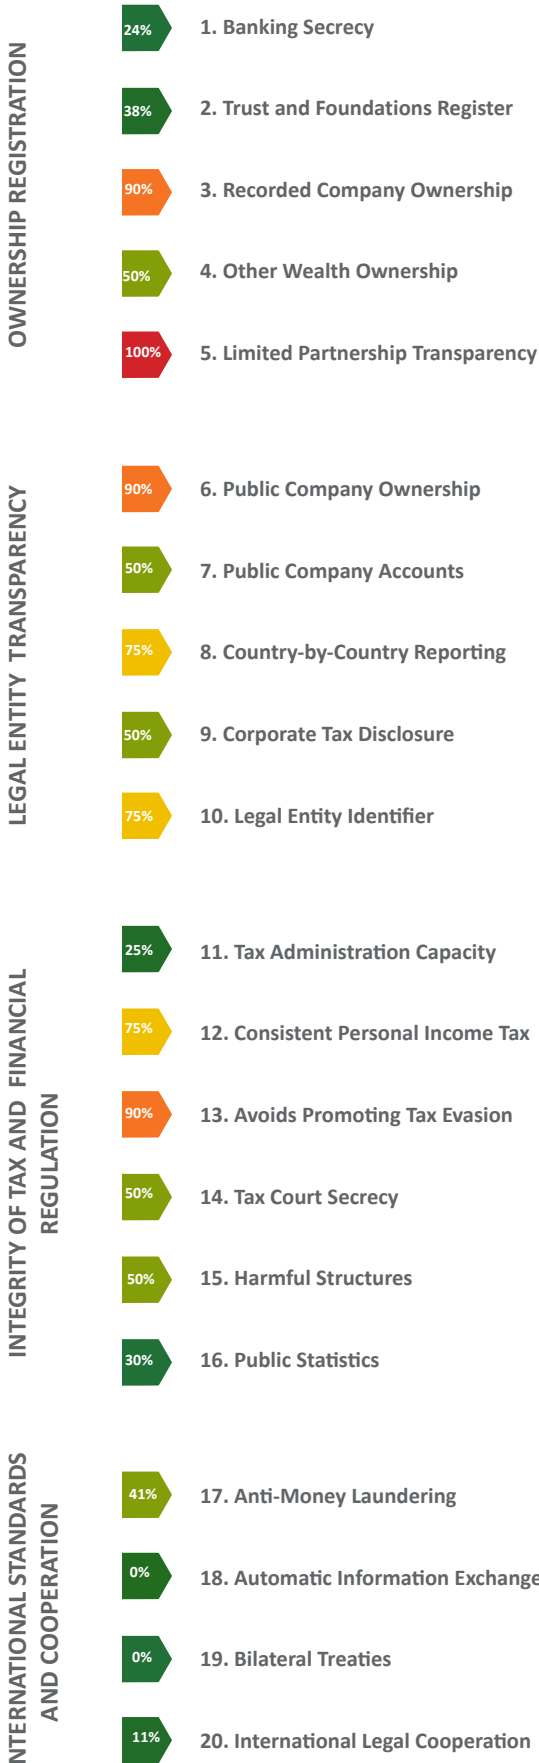 OWNERSHIP REGISTRATION
24% 1. Banking Secrecy
38% 2. Trust and Foundations Register
90% 3. Recorded Company Ownership
50% 4. Other Wealth Ownership
100% 5. Limited Partnership Transparency
LEGAL ENTITY TRANSPARENCY
90% 6. Public Company Ownership
50% 7. Public Company Accounts
75% 8. Country-by-Country Reporting
50% 9. Corporate Tax Disclosure
75% 10. Legal Entity Identifier
INTEGRITY OF TAX AND FINANCIAL
REGULATION
25% 11. Tax Administration Capacity
75% 12. Consistent Personal Income Tax
90% 13. Avoids Promoting Tax Evasion
50% 14. Tax Court Secrecy
50% 15. Harmful Structures
30% 16. Public Statistics
NTERNATIONAL STANDARDS
AND COOPERATION
41% 17. Anti-Money Laundering
0% 18. Automatic Information Exchange
0% 19. Bilateral Treaties
11% 20. International Legal Cooperation